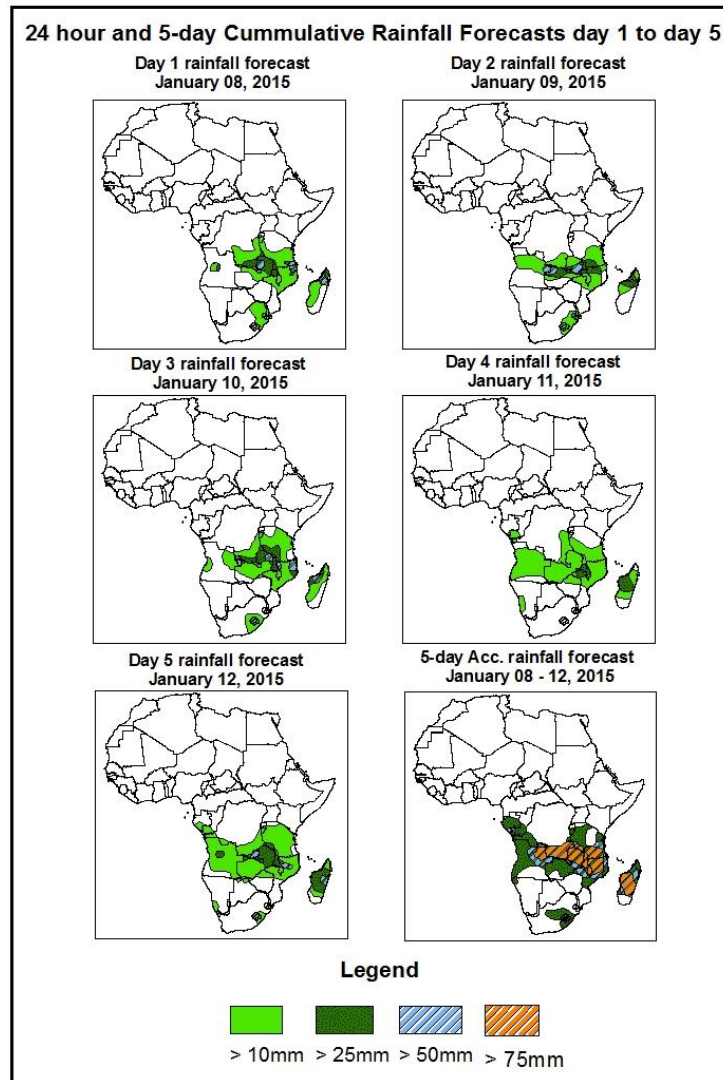 24 hour and 5-day Cummulative Rainfall Forecasts day 1 to day 5
Day 1 rainfall forecast
January 08, 2015
Day 2 rainfall forecast
January 09, 2015
Day 3 rainfall forecast
January 10, 2015
Day 4 rainfall forecast
January 11, 2015
Day 5 rainfall forecast
January 12, 2015
5-day Acc. rainfall forecast
January 08 - 12, 2015
Legend
> 10mm > 25mm > 50mm > 75mm